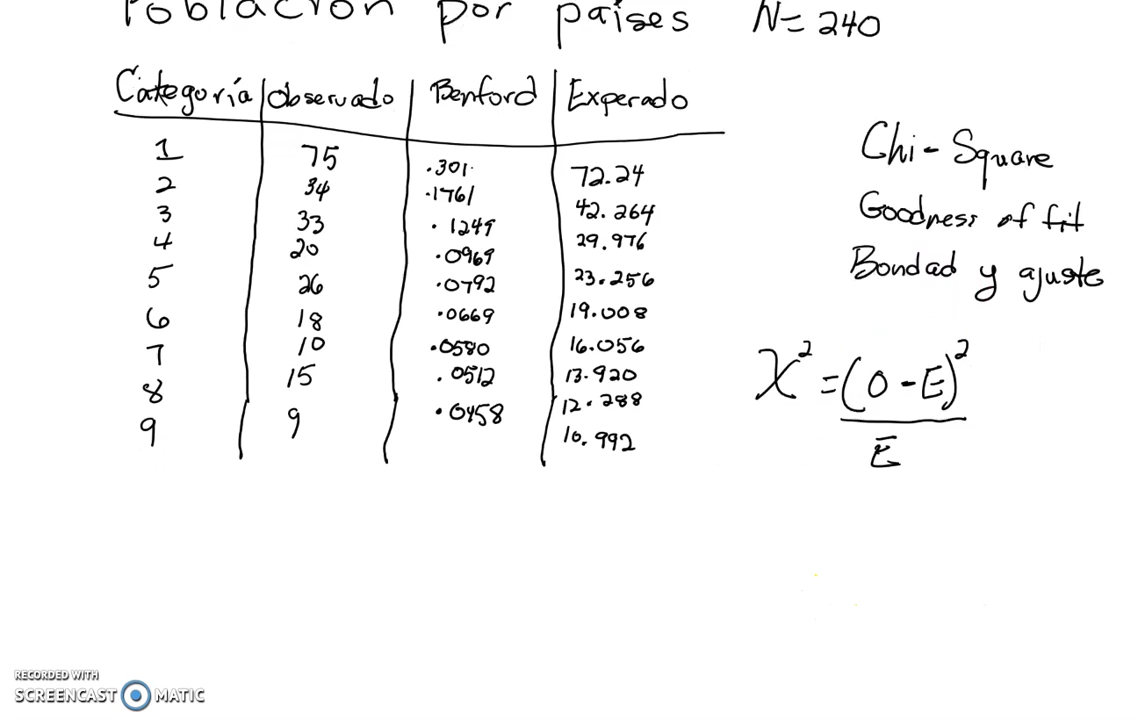 Población por países N= 240
Categoría Observado Benford Experado
1 75 .301 72.24
2 34 .1761 42.264
3 33 .1249 29.976
4 20 .0969 23.256
5 26 .0792 19.008
6 18 .0669 16.056
7 10 .0580 13.920
8 15 .0512 12.288
9 9 .0458 10.992
Chi-Square
Goodness of fit
Bondad y ajuste
X² = (O-E)²
E
RECORDED WITH
SCREENCAST MATIC